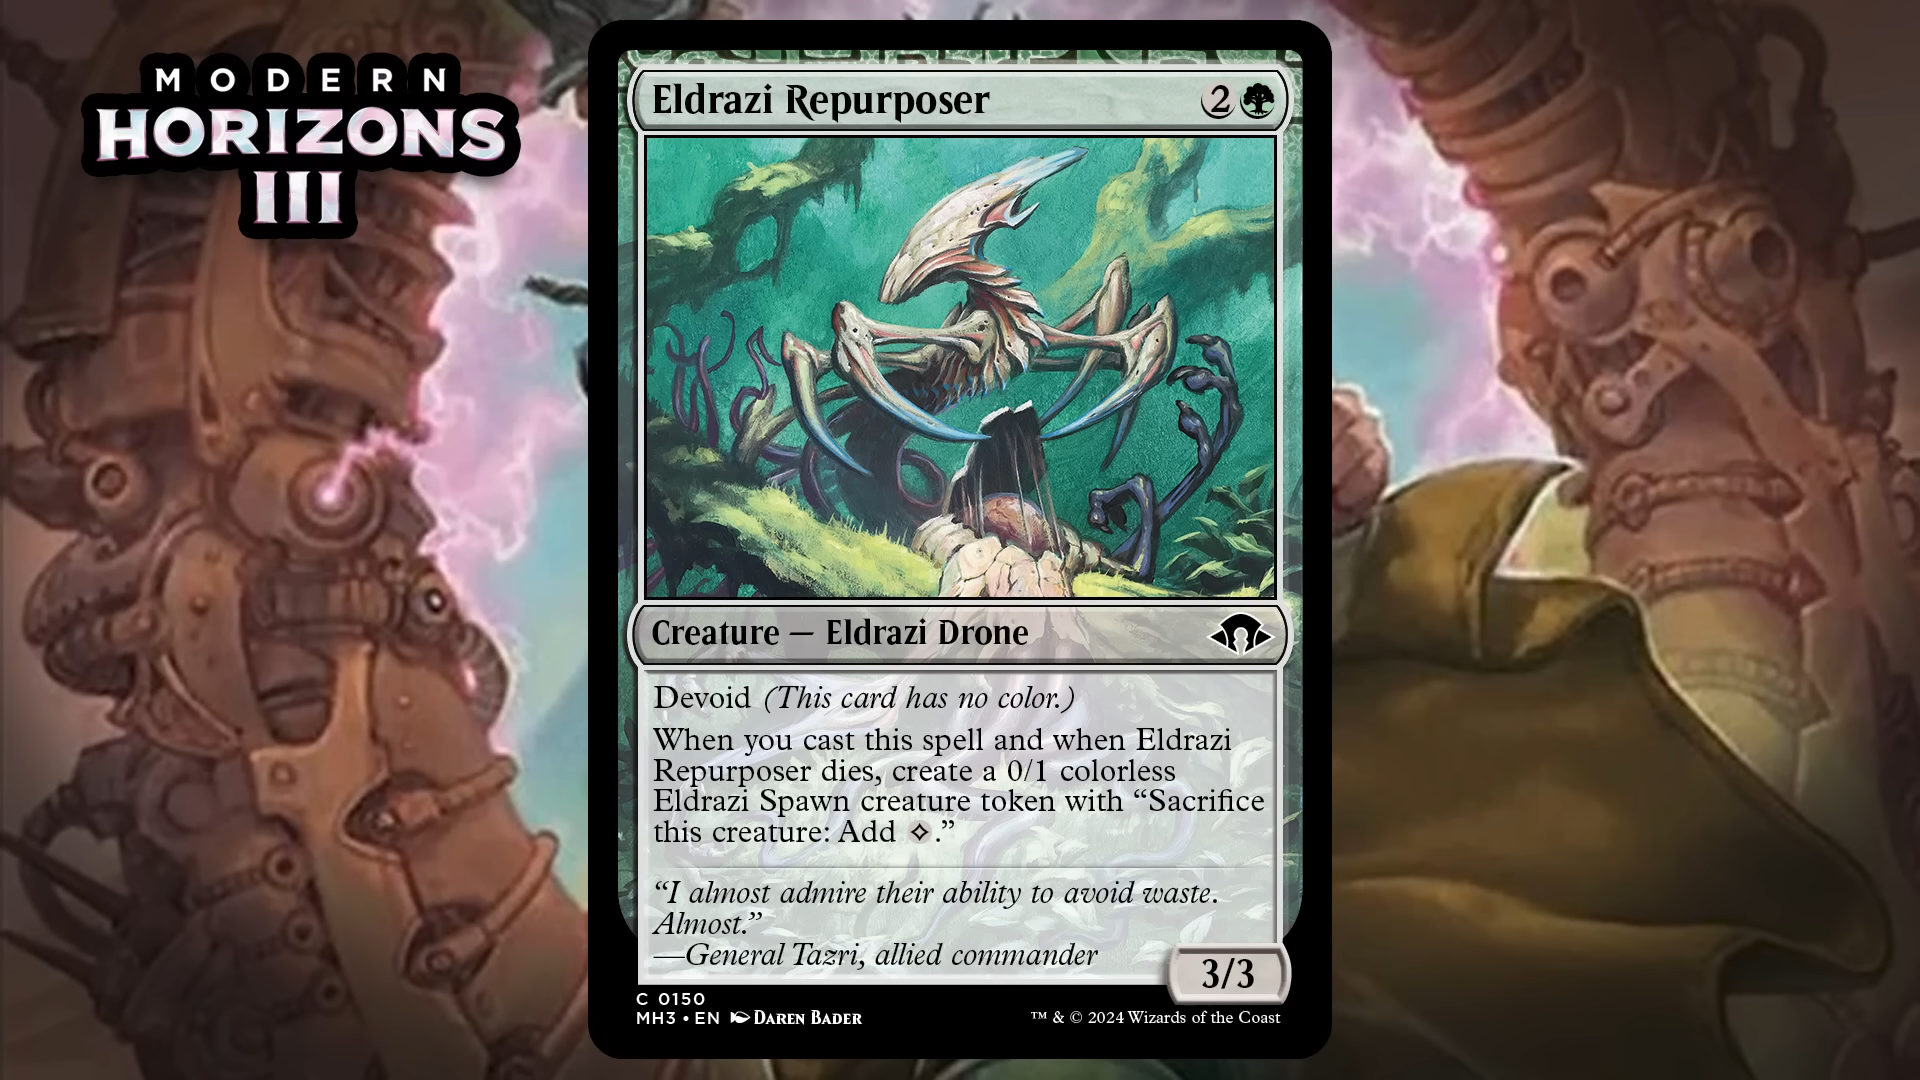 MODERN
HORIZONS
III
Eldrazi Repurposer 2
Creature — Eldrazi Drone
Devoid (This card has no color.)
When you cast this spell and when Eldrazi
Repurposer dies, create a 0/1 colorless
Eldrazi Spawn creature token with “Sacrifice
this creature: Add .”
“I almost admire their ability to avoid waste.
Almost.”
—General Tazri, allied commander
3/3
C 0150
MH3 • EN DAREN BADER
™ & © 2024 Wizards of the Coast